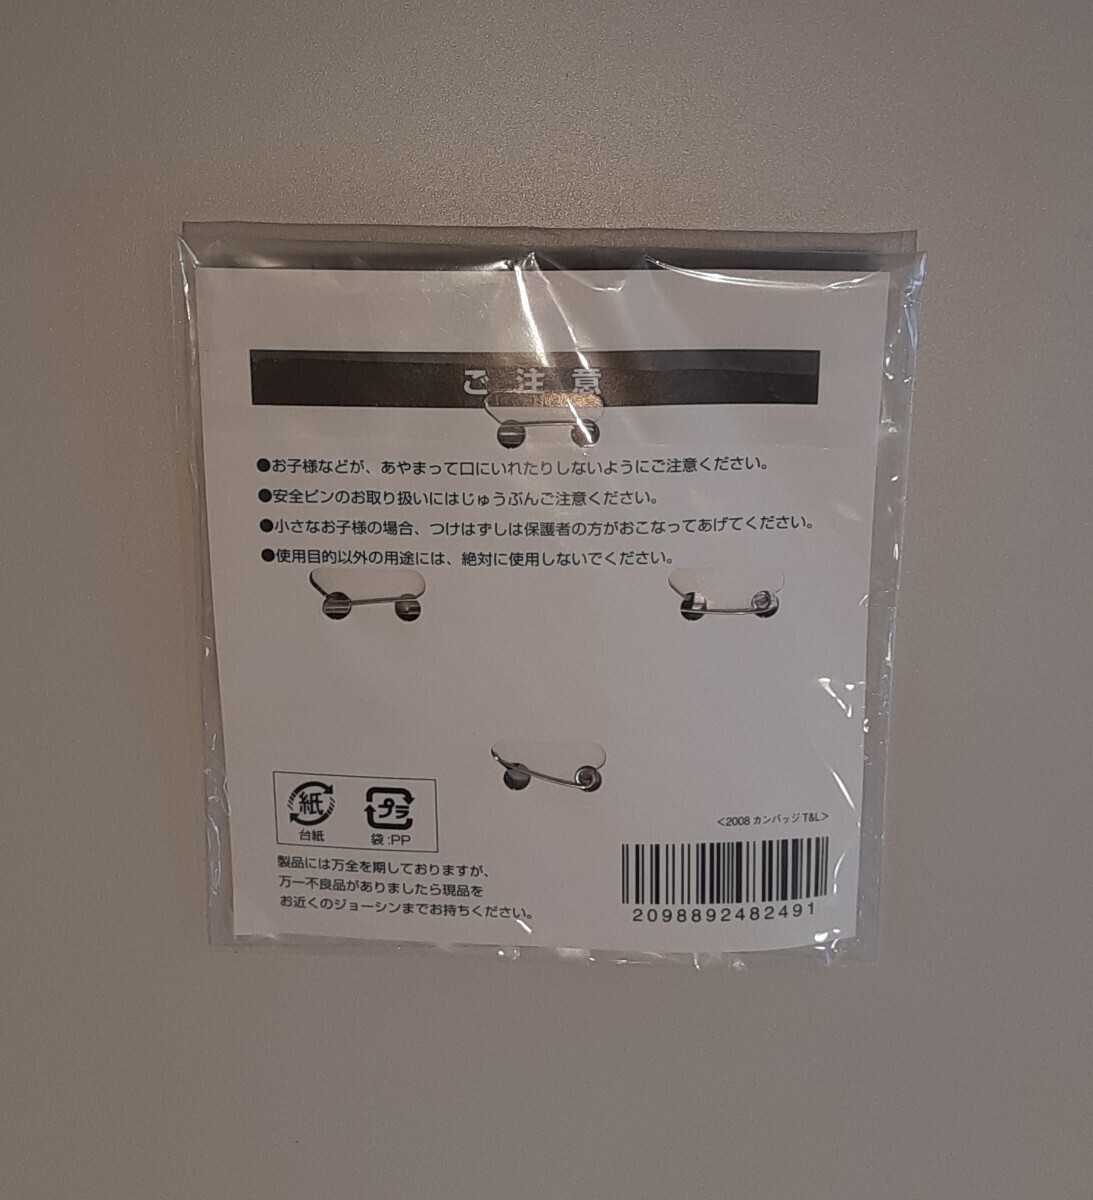 ご注意
●お子様などが、あやまって口にいれたりしないようにご注意ください。
●安全ピンのお取り扱いにはじゅうぶんご注意ください。
●小さなお子様の場合、つけはずしは保護者の方がおこなってあげてください。
●使用目的以外の用途には、絶対に使用しないでください。
紙 プラ
台紙 袋:PP
製品には万全を期しておりますが、
万一不良品がありましたら現品を
お近くのジョーシンまでお持ちください。
<2008 カンバッジ T&L>
2098892482491